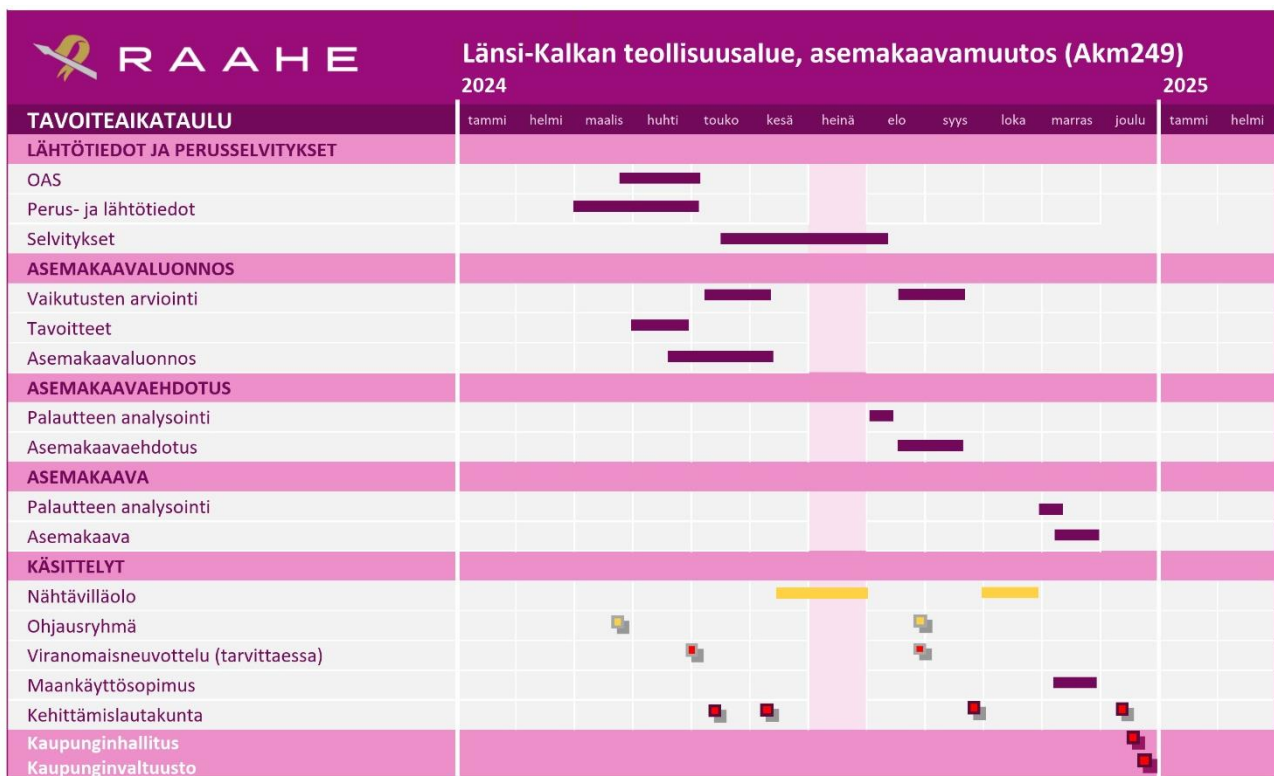 RAAHE
Länsi-Kalkan teollisuusalue, asemakaavamuutos (Akm249)
2024 2025
TAVOITEAIKATAULU tammi helmi maalis huhti touko kesä heinä elo syys loka marras joulu tammi helmi
LÄHTÖTIEDOT JA PERUSSELVITYKSET
OAS
Perus- ja lähtötiedot
Selvitykset
ASEMAKAAVALUONNOS
Vaikutusten arviointi
Tavoitteet
Asemakaavaluonnos
ASEMAKAAVAEHDOTUS
Palautteen analysointi
Asemakaavaehdotus
ASEMAKAAVA
Palautteen analysointi
Asemakaava
KÄSITTELYT
Nähtävilläolo
Ohjausryhmä
Viranomaisneuvottelu (tarvittaessa)
Maankäyttösopimus
Kehittämislautakunta
Kaupunginhallitus
Kaupunginvaltuusto